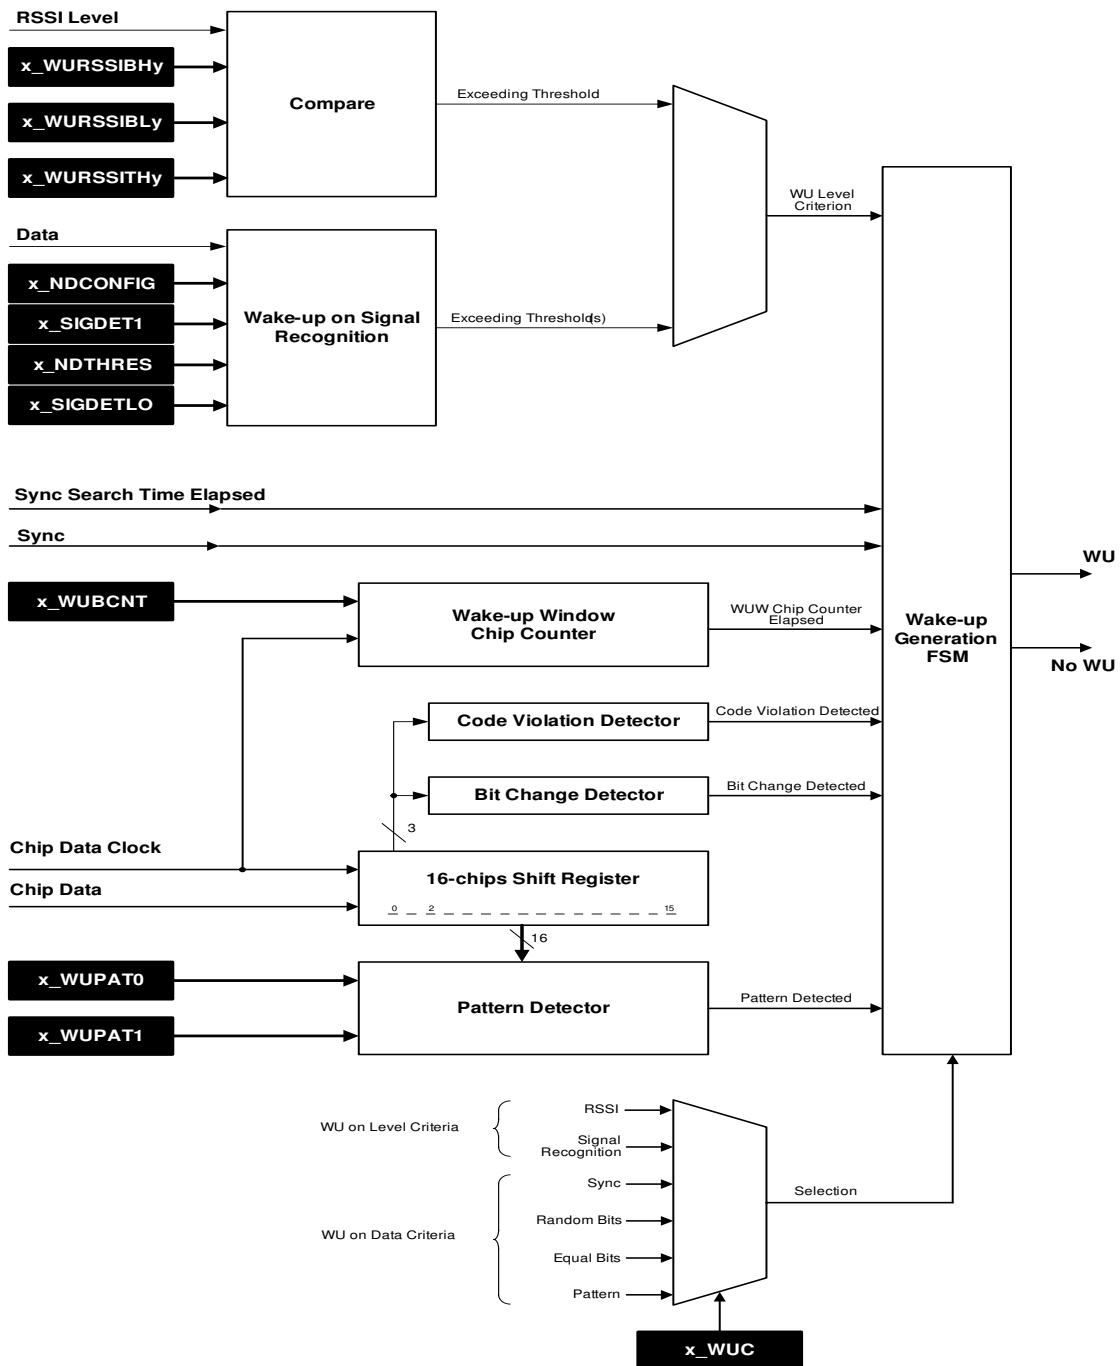 RSSI Level
x_WURSSIBHy
x_WURSSIBLy
x_WURSSITHy
Compare
Exceeding Threshold
WU Level
Criterion
Data
x_NDCONFIG
x_SIGDET1
x_NDTHRES
x_SIGDETLO
Wake-up on Signal
Recognition
Exceeding Threshold(s)
Sync Search Time Elapsed
Sync
x_WUBCNT
Wake-up Window
Chip Counter
WUW Chip Counter
Elapsed
Wake-up
Generation
FSM
WU
No WU
Code Violation Detector
Code Violation Detected
Bit Change Detector
Bit Change Detected
3
Chip Data Clock
Chip Data
16-chips Shift Register
0 2 15
16
x_WUPAT0
x_WUPAT1
Pattern Detector
Pattern Detected
WU on Level Criteria
RSSI
Signal
Recognition
WU on Data Criteria
Sync
Random Bits
Equal Bits
Pattern
Selection
x_WUC